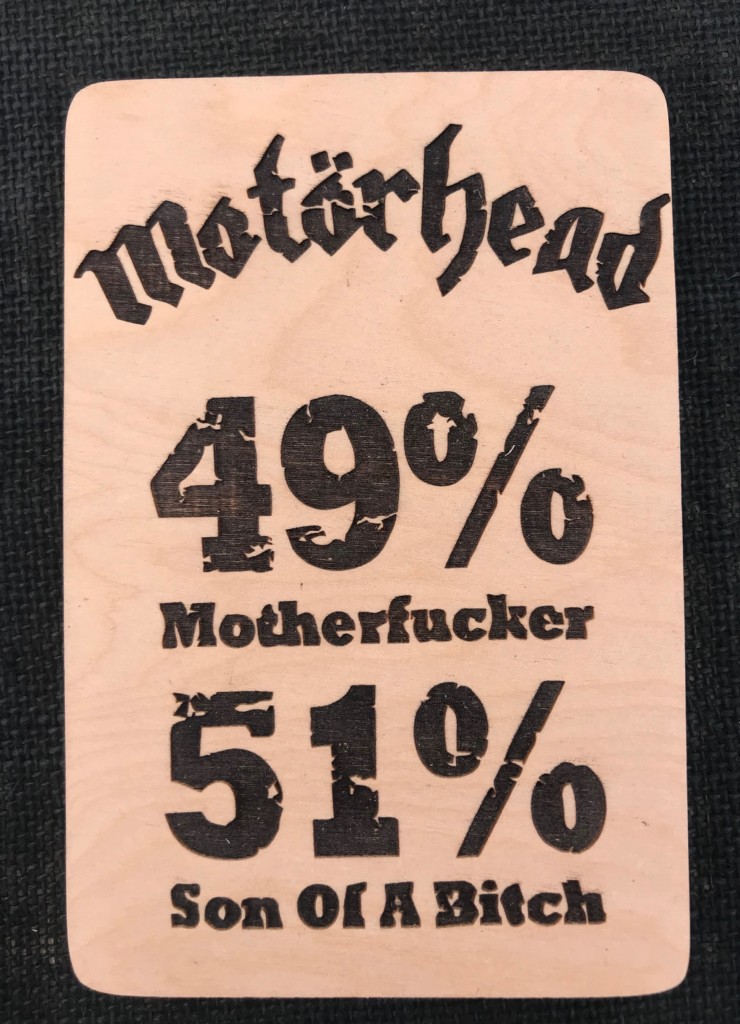 Motörhead
49%
Motherfucker
51%
Son Of A Bitch